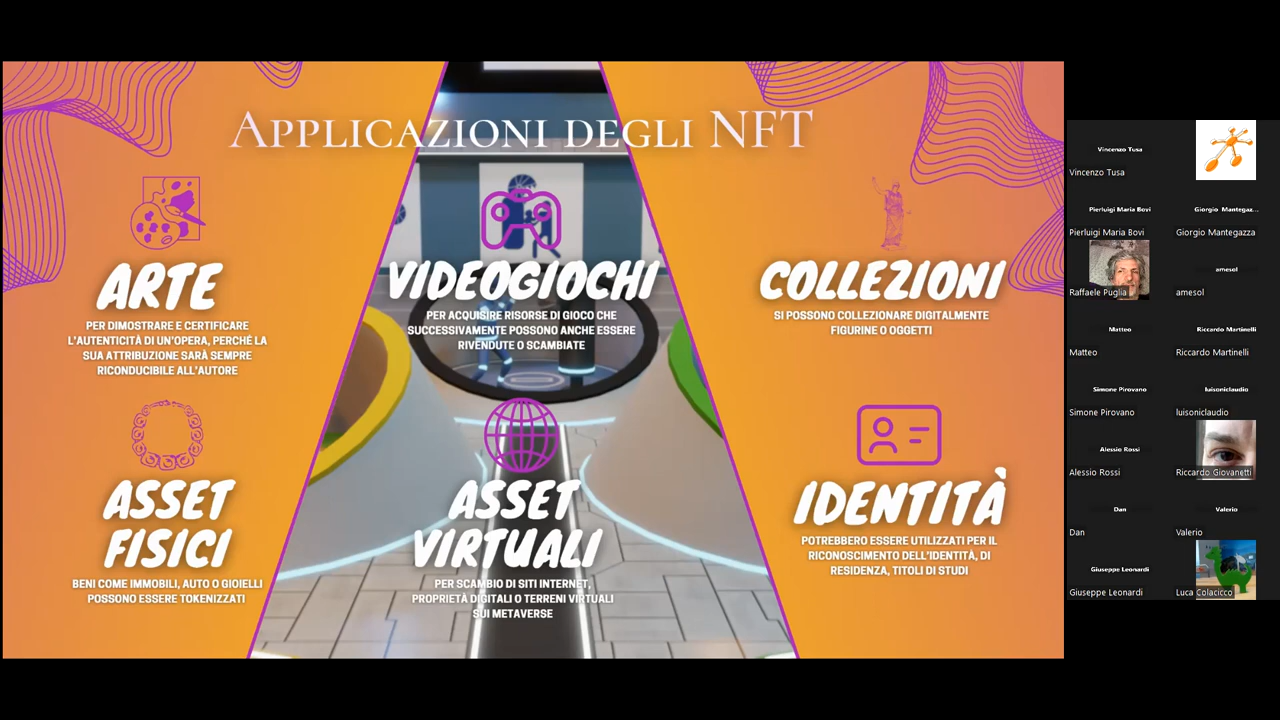 APPLICAZIONI DEGLI NFT
ARTE
PER DIMOSTRARE E CERTIFICARE
L'AUTENTICITÀ DI UN'OPERA, PERCHÉ LA
SUA ATTRIBUZIONE SARÀ SEMPRE
RICONDUCIBILE ALL'AUTORE
VIDEOGIOCHI
PER ACQUISIRE RISORSE DI GIOCO CHE
SUCCESSIVAMENTE POSSONO ANCHE ESSERE
RIVENDUTE O SCAMBIATE
COLLEZIONI
SI POSSONO COLLEZIONARE DIGITALMENTE
FIGURINE O OGGETTI
ASSET
FISICI
BENI COME IMMOBILI, AUTO O GIOIELLI
POSSONO ESSERE TOKENIZZATI
ASSET
VIRTUALI
PER SCAMBIO DI SITI INTERNET,
PROPRIETÀ DIGITALI O TERRENI VIRTUALI
SUI METAVERSE
IDENTITÀ
POTREBBERO ESSERE UTILIZZATI PER IL
RICONOSCIMENTO DELL'IDENTITÀ, DI
RESIDENZA, TITOLI DI STUDI
Vincenzo Tusa
Vincenzo Tusa
Pierluigi Maria Bovi
Pierluigi Maria Bovi
Giorgio Mantegaz...
Giorgio Mantegazza
Raffaele Puglia
amesol
amesol
Matteo
Matteo
Riccardo Martinelli
Riccardo Martinelli
Simone Pirovano
Simone Pirovano
luisoniclaudio
luisoniclaudio
Alessio Rossi
Alessio Rossi
Riccardo Giovanetti
Dan
Dan
Valerio
Valerio
Giuseppe Leonardi
Giuseppe Leonardi
Luca Colacicco